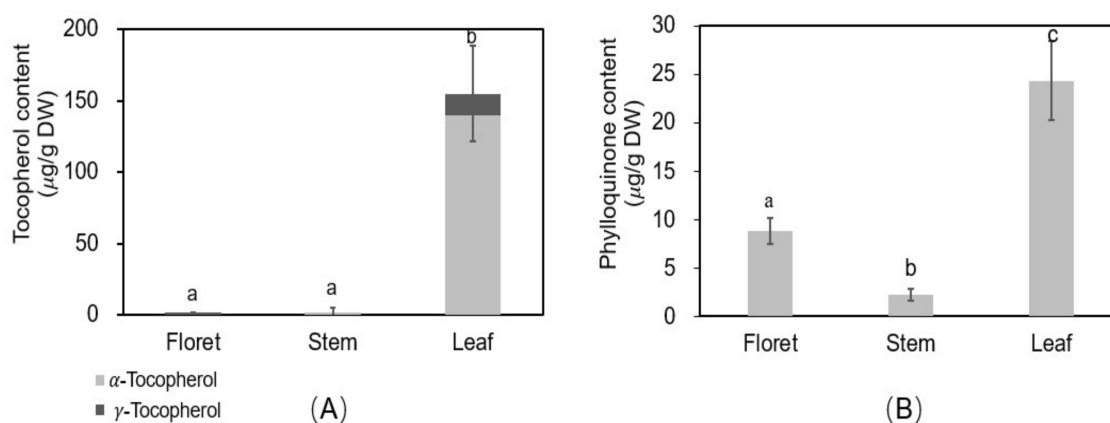 Tocopherol content
(μg/g DW)
200
150
100
50
0
a
a
b
Floret
Stem
Leaf
α-Tocopherol
γ-Tocopherol
(A)
Phylloquinone content
(μg/g DW)
30
25
20
15
10
5
0
a
b
c
Floret
Stem
Leaf
(B)